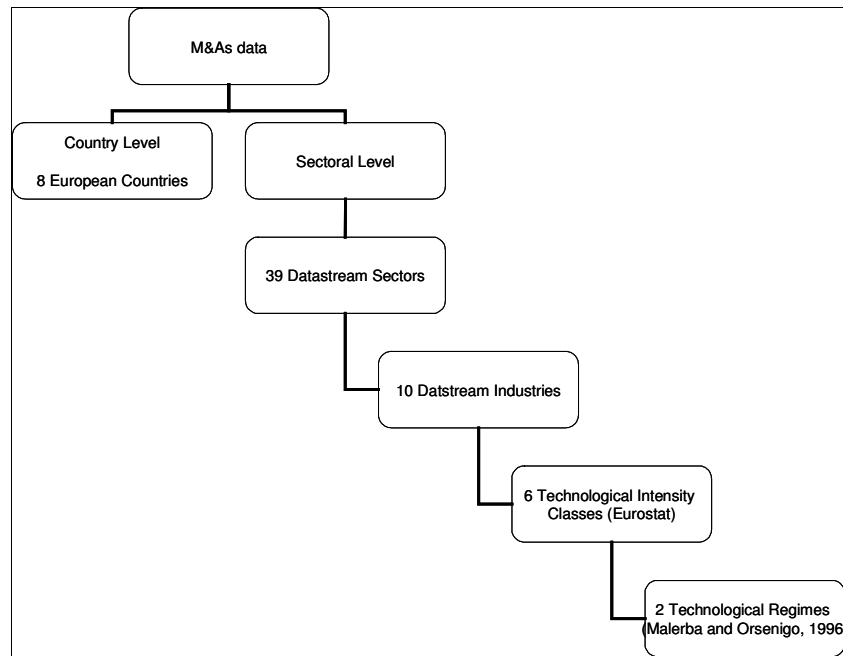 M&As data
Country Level
8 European Countries
Sectoral Level
39 Datastream Sectors
10 Datstream Industries
6 Technological Intensity
Classes (Eurostat)
2 Technological Regimes
(Malerba and Orsenigo, 1996